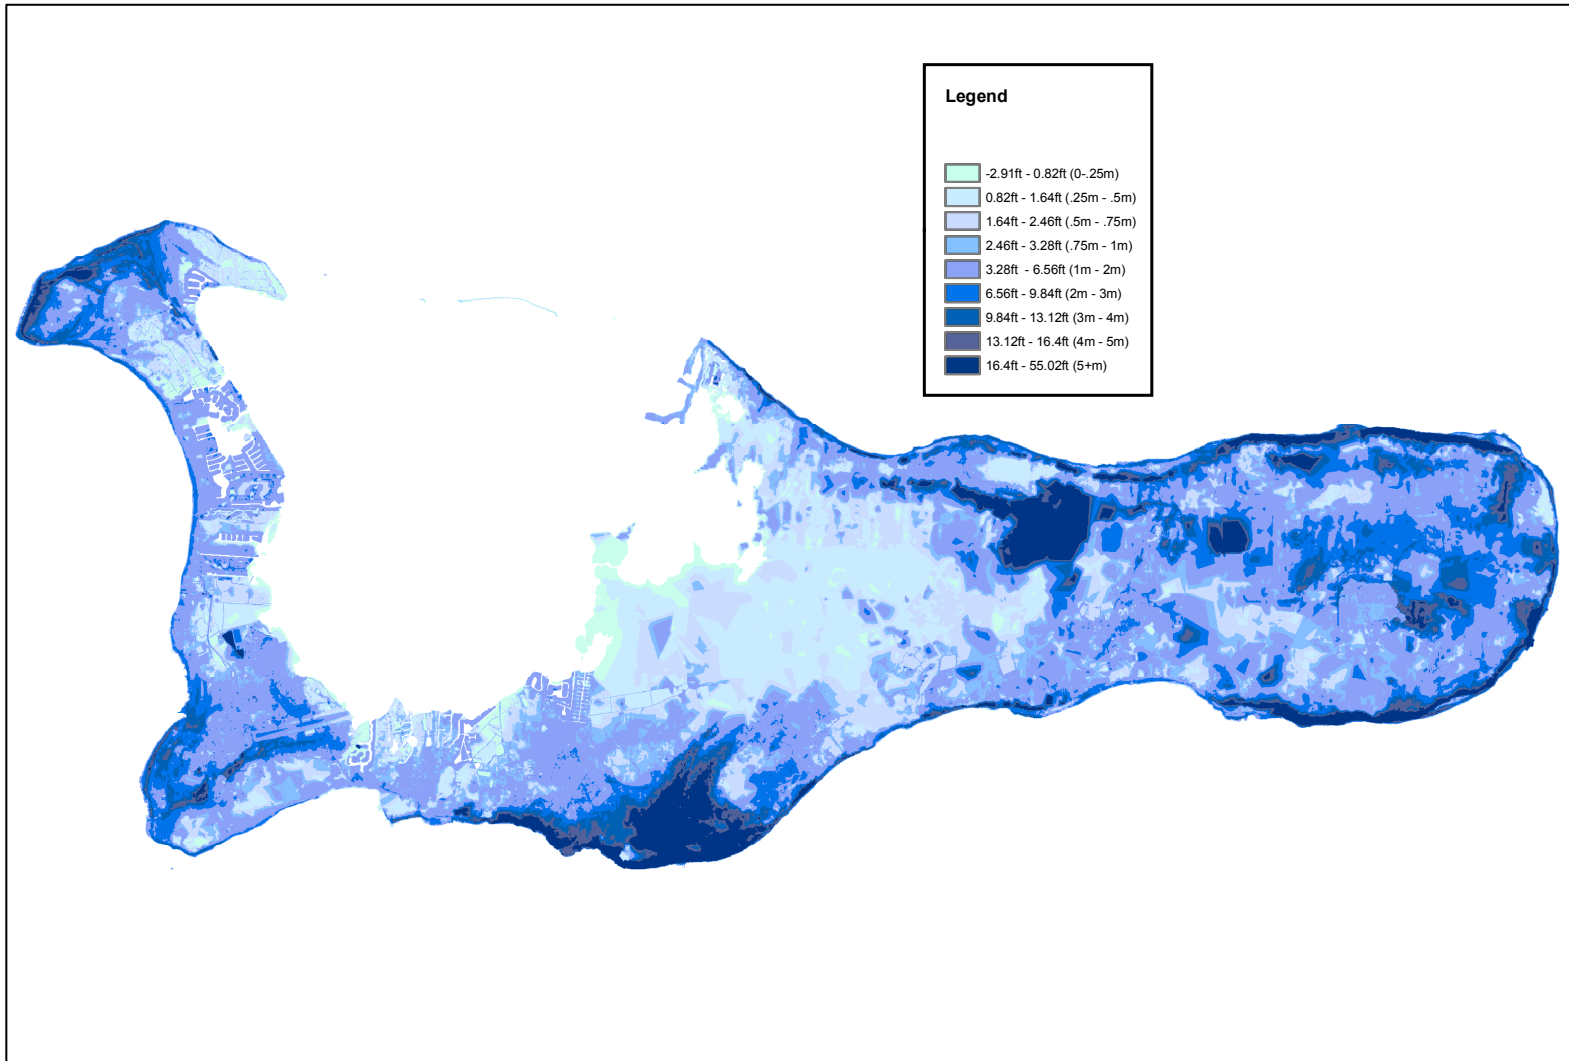 Legend
-2.91ft - 0.82ft (0-.25m)
0.82ft - 1.64ft (.25m - .5m)
1.64ft - 2.46ft (.5m - .75m)
2.46ft - 3.28ft (.75m - 1m)
3.28ft - 6.56ft (1m - 2m)
6.56ft - 9.84ft (2m - 3m)
9.84ft - 13.12ft (3m - 4m)
13.12ft - 16.4ft (4m - 5m)
16.4ft - 55.02ft (5+m)